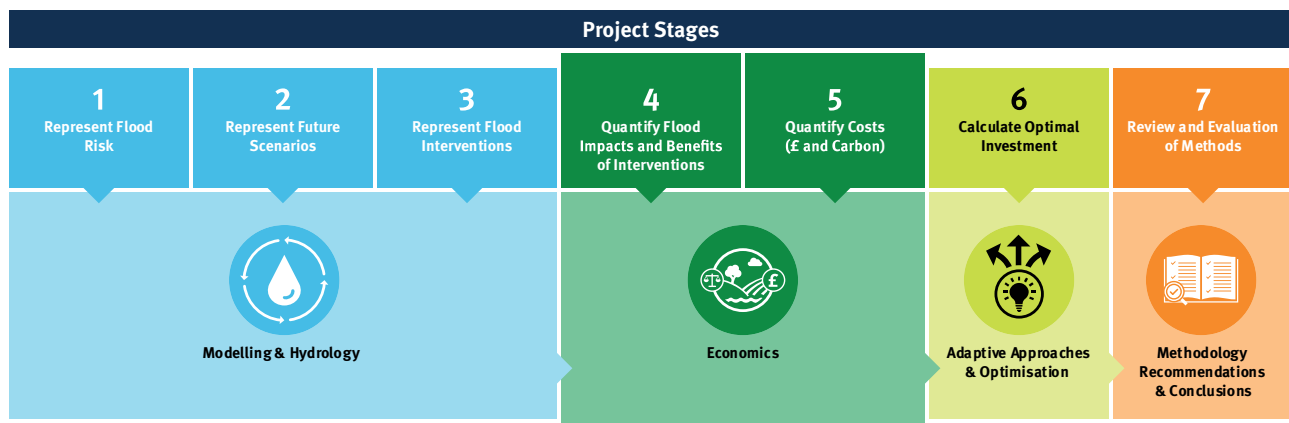 Project Stages
1
Represent Flood
Risk
2
Represent Future
Scenarios
3
Represent Flood
Interventions
4
Quantify Flood
Impacts and Benefits
of Interventions
5
Quantify Costs
(£ and Carbon)
6
Calculate Optimal
Investment
7
Review and Evaluation
of Methods
Modelling & Hydrology
£
Economics
Adaptive Approaches
& Optimisation
Methodology
Recommendations
& Conclusions